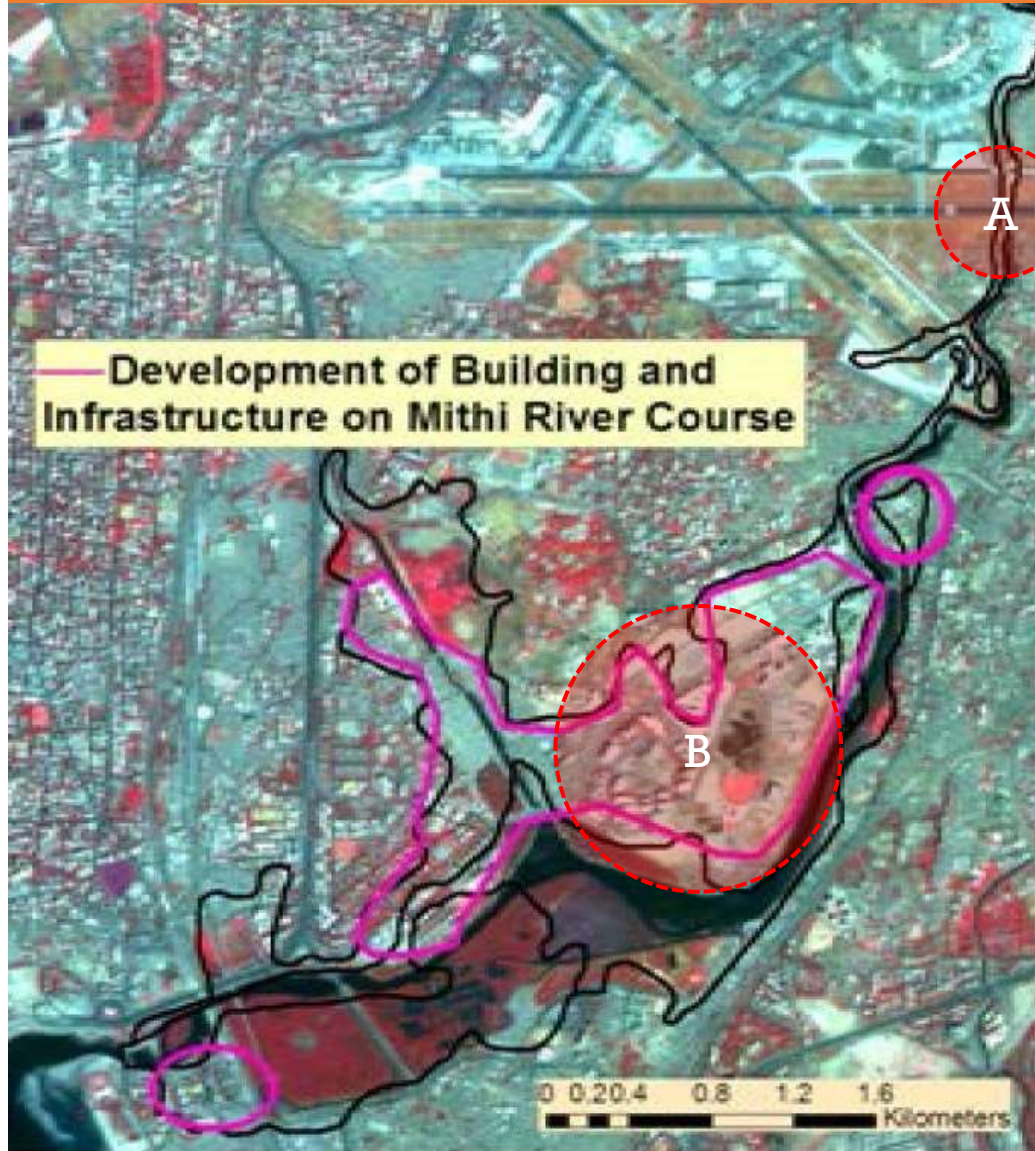 A
Development of Building and
Infrastructure on Mithi River Course
B
0 0.20.4 0.8 1.2 1.6
Kilometers